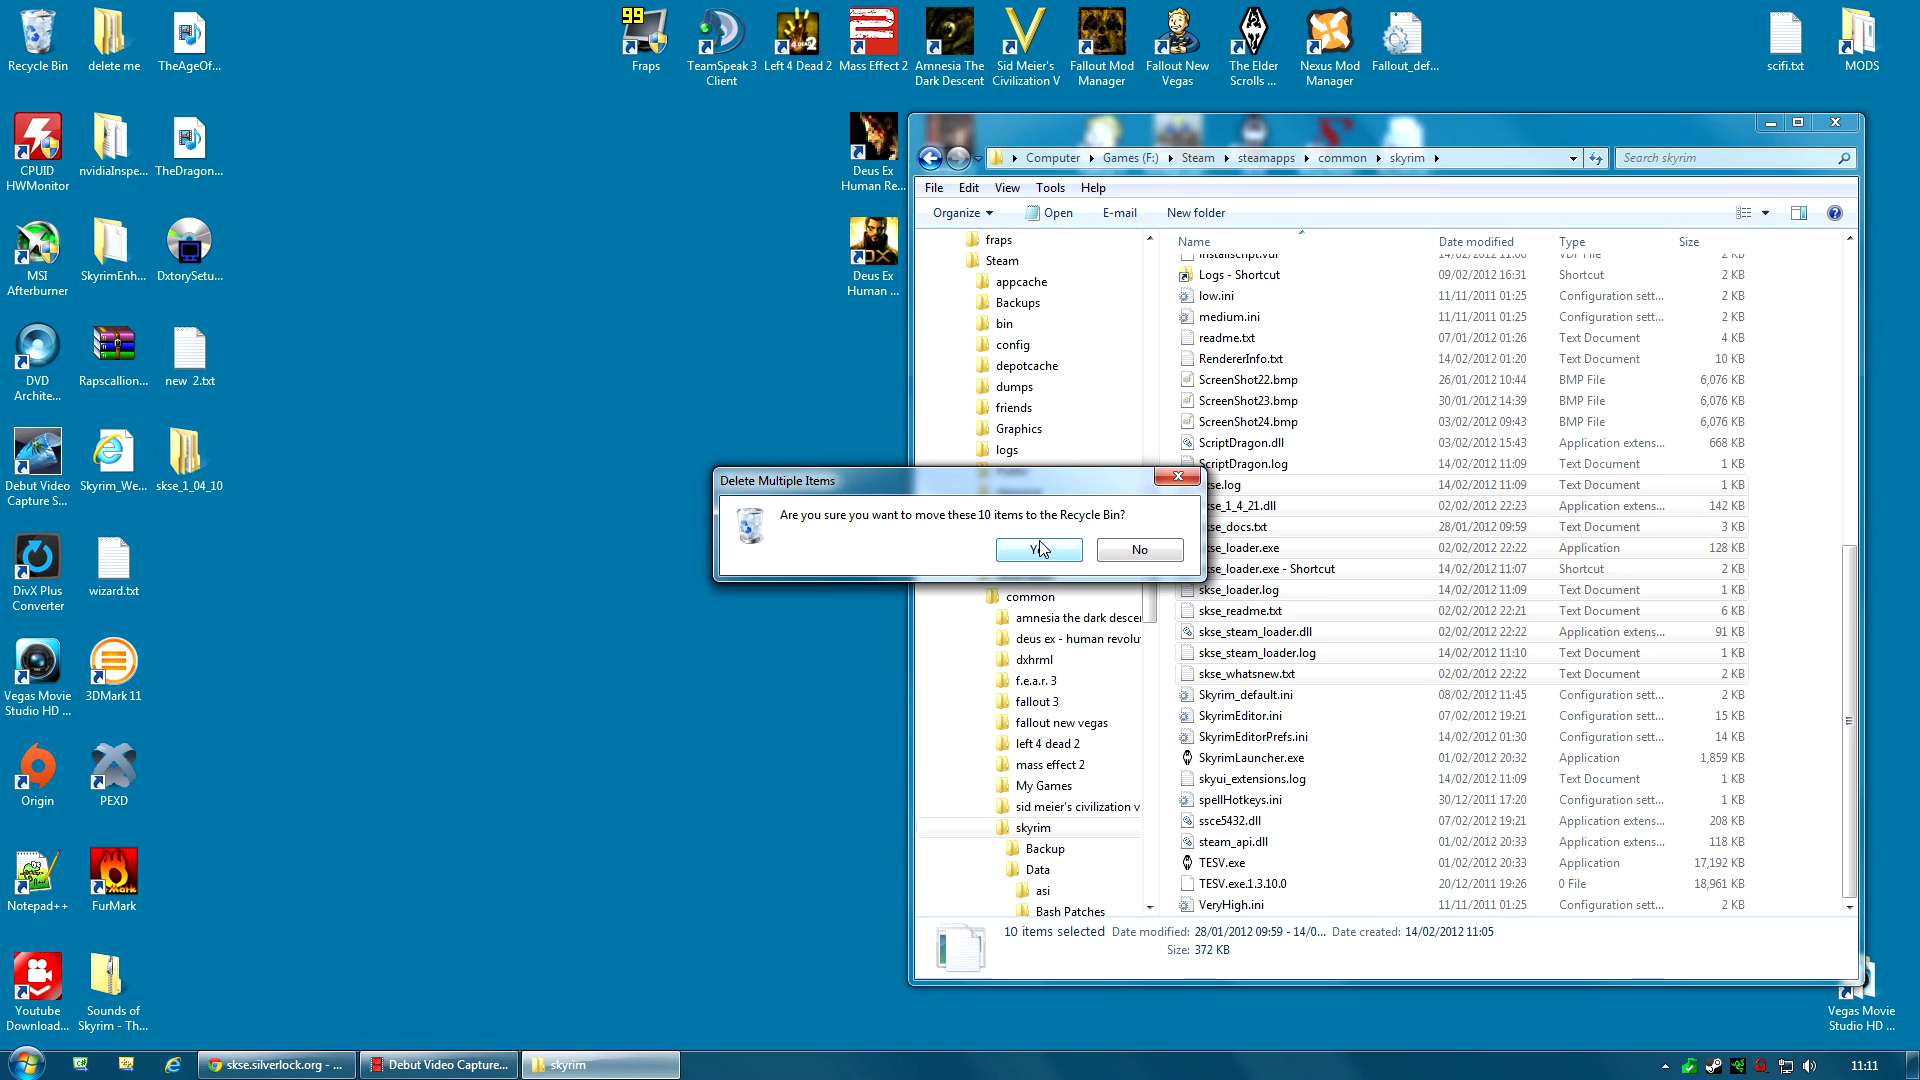 Recycle Bin
delete me
TheAgeOf...
99
Fraps
TeamSpeak 3
Client
Left 4 Dead 2
Mass Effect 2
Amnesia The
Dark Descent
Sid Meier's
Civilization V
Fallout Mod
Manager
Fallout New
Vegas
The Elder
Scrolls ...
Nexus Mod
Manager
Fallout_def...
scifi.txt
MODS
CPUID
HWMonitor
nvidiaInspe...
TheDragon...
Deus Ex
Human Re...
MSI
Afterburner
SkyrimEnh...
DxtorySetu...
Deus Ex
Human ...
DVD
Archite...
Rapscallion...
new 2.txt
Debut Video
Capture S...
Skyrim_We...
skse_1_04_10
DivX Plus
Converter
wizard.txt
Vegas Movie
Studio HD ...
3DMark 11
Origin
PEXD
Notepad++
FurMark
Youtube
Download...
Sounds of
Skyrim - Th...
Vegas Movie
Studio HD ...
Computer Games (F:) Steam steamapps common skyrim
Search skyrim
File Edit View Tools Help
Organize Open E-mail New folder
fraps
Steam
appcache
Backups
bin
config
depotcache
dumps
friends
Graphics
logs
common
amnesia the dark descen
deus ex - human revolut
dxhrml
f.e.a.r. 3
fallout 3
fallout new vegas
left 4 dead 2
mass effect 2
My Games
sid meier's civilization v
skyrim
Backup
Data
asi
Bash Patches
Name Date modified Type Size
installscript.vdf 14/02/2012 11:06 VDF File 2 KB
Logs - Shortcut 09/02/2012 16:31 Shortcut 2 KB
low.ini 11/11/2011 01:25 Configuration sett... 2 KB
medium.ini 11/11/2011 01:25 Configuration sett... 2 KB
readme.txt 07/01/2012 01:26 Text Document 4 KB
RendererInfo.txt 14/02/2012 01:20 Text Document 10 KB
ScreenShot22.bmp 26/01/2012 10:44 BMP File 6,076 KB
ScreenShot23.bmp 30/01/2012 14:39 BMP File 6,076 KB
ScreenShot24.bmp 03/02/2012 09:43 BMP File 6,076 KB
ScriptDragon.dll 03/02/2012 15:43 Application extens... 668 KB
ScriptDragon.log 14/02/2012 11:09 Text Document 1 KB
skse.log 14/02/2012 11:09 Text Document 1 KB
skse_1_4_21.dll 02/02/2012 22:23 Application extens... 142 KB
skse_docs.txt 28/01/2012 09:59 Text Document 3 KB
skse_loader.exe 02/02/2012 22:22 Application 128 KB
skse_loader.exe - Shortcut 14/02/2012 11:07 Shortcut 2 KB
skse_loader.log 14/02/2012 11:09 Text Document 1 KB
skse_readme.txt 02/02/2012 22:21 Text Document 6 KB
skse_steam_loader.dll 02/02/2012 22:22 Application extens... 91 KB
skse_steam_loader.log 14/02/2012 11:10 Text Document 1 KB
skse_whatsnew.txt 02/02/2012 22:22 Text Document 2 KB
Skyrim_default.ini 08/02/2012 11:45 Configuration sett... 2 KB
SkyrimEditor.ini 07/02/2012 19:21 Configuration sett... 15 KB
SkyrimEditorPrefs.ini 14/02/2012 01:30 Configuration sett... 14 KB
SkyrimLauncher.exe 01/02/2012 20:32 Application 1,859 KB
skyui_extensions.log 14/02/2012 11:09 Text Document 1 KB
spellHotkeys.ini 30/12/2011 17:20 Configuration sett... 1 KB
ssce5432.dll 07/02/2012 19:21 Application extens... 208 KB
steam_api.dll 01/02/2012 20:33 Application extens... 118 KB
TESV.exe 01/02/2012 20:33 Application 17,192 KB
TESV.exe.1.3.10.0 20/12/2011 19:26 0 File 18,961 KB
VeryHigh.ini 11/11/2011 01:25 Configuration sett... 2 KB
10 items selected Date modified: 28/01/2012 09:59 - 14/0... Date created: 14/02/2012 11:05
Size: 372 KB
Delete Multiple Items
Are you sure you want to move these 10 items to the Recycle Bin?
No
skse.silverlock.org - ...
Debut Video Capture...
skyrim
11:11